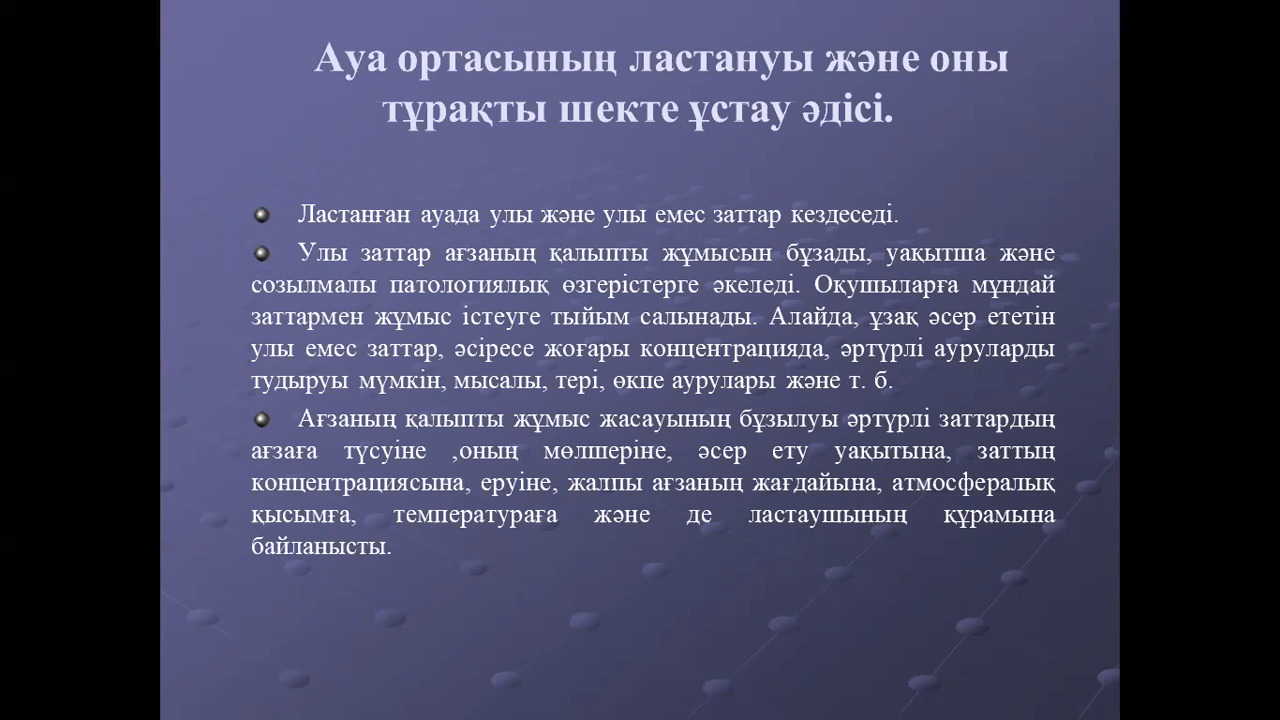 Ауа ортасының ластануы және оны
тұрақты шекте ұстау әдісі.
Ластанған ауада улы және улы емес заттар кездеседі.
Улы заттар ағзаның қалыпты жұмысын бұзады, уақытша және
созылмалы патологиялық өзгерістерге әкеледі. Оқушыларға мұндай
заттармен жұмыс істеуге тыйым салынады. Алайда, ұзақ әсер ететін
улы емес заттар, әсіресе жоғары концентрацияда, әртүрлі ауруларды
тудыруы мүмкін, мысалы, тері, өкпе аурулары және т. б.
Ағзаның қалыпты жұмыс жасауының бұзылуы әртүрлі заттардың
ағзаға түсуіне ,оның мөлшеріне, әсер ету уақытына, заттың
концентрациясына, еруіне, жалпы ағзаның жағдайына, атмосфералық
қысымға, температураға және де ластаушының құрамына
байланысты.